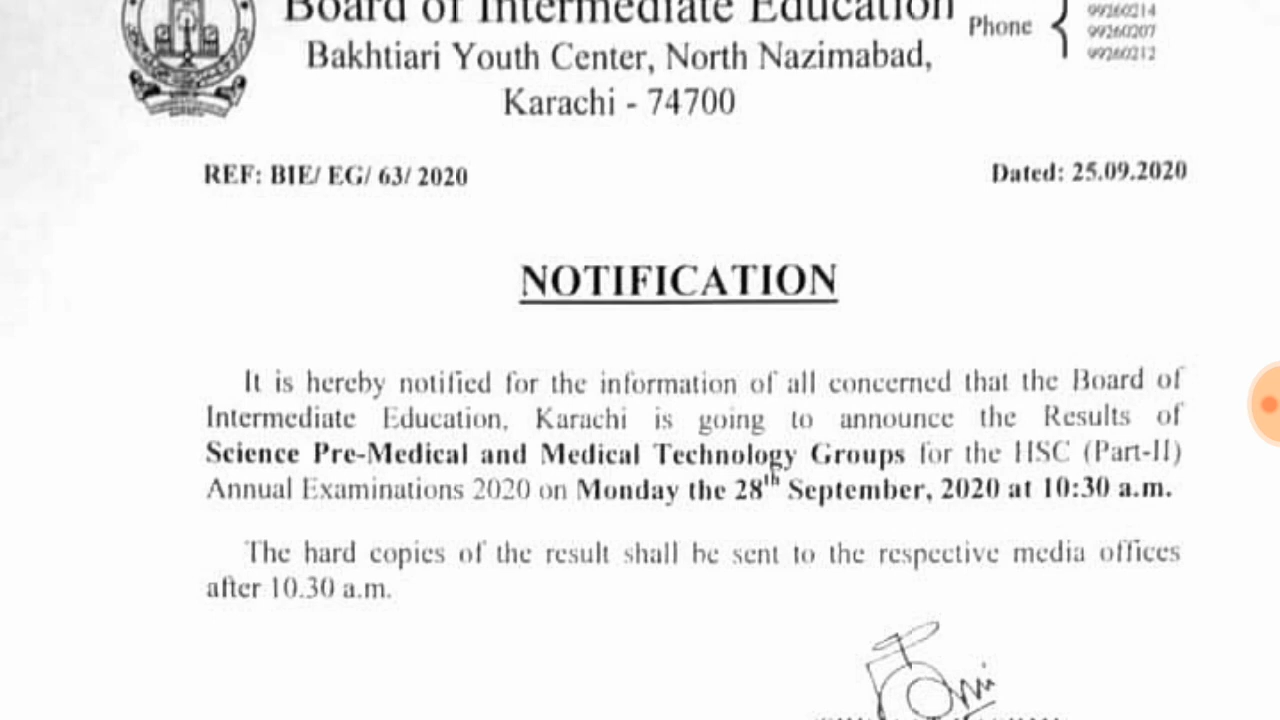 Board of Intermediate Education
Bakhtiari Youth Center, North Nazimabad,
Karachi - 74700
Phone
99260214
99260207
99260212
REF: BIE/ EG/ 63/ 2020
Dated: 25.09.2020
NOTIFICATION
It is hereby notified for the information of all concerned that the Board of
Intermediate Education, Karachi is going to announce the Results of
Science Pre-Medical and Medical Technology Groups for the HSC (Part-II)
Annual Examinations 2020 on Monday the 28th September, 2020 at 10:30 a.m.
The hard copies of the result shall be sent to the respective media offices
after 10.30 a.m.